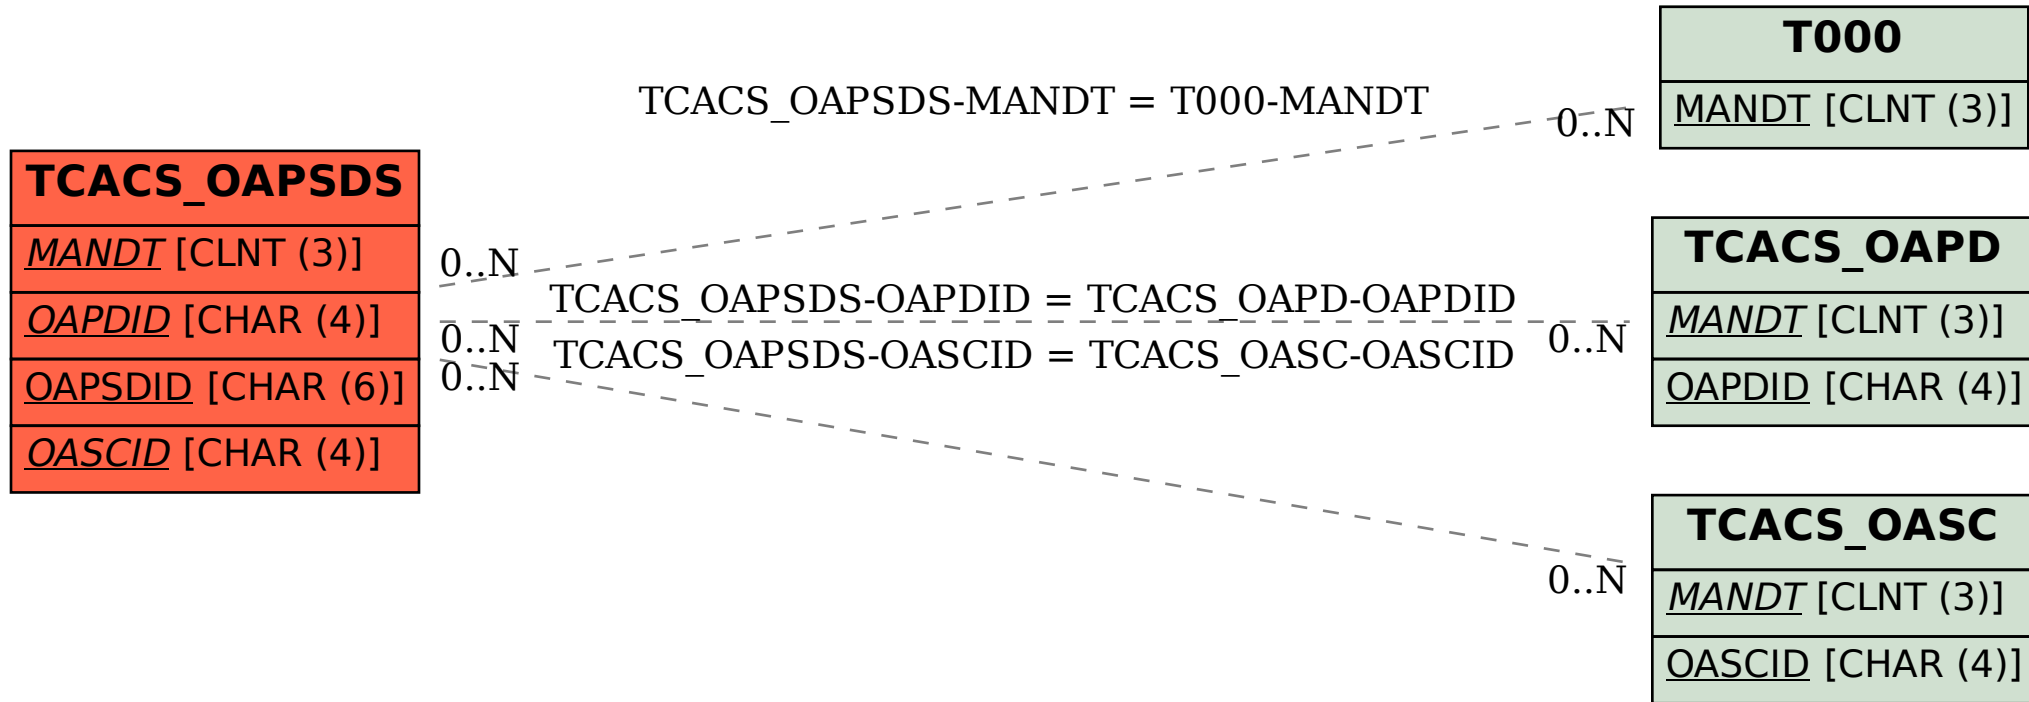 TCACS_OAPSDS
MANDT [CLNT (3)]
OAPDID [CHAR (4)]
OAPSDID [CHAR (6)]
OASCID [CHAR (4)]
TCACS_OAPSDS-MANDT = T000-MANDT
0..N
0..N
TCACS_OAPSDS-OAPDID = TCACS_OAPD-OAPDID
0..N
0..N
TCACS_OAPSDS-OASCID = TCACS_OASC-OASCID
0..N
0..N
T000
MANDT [CLNT (3)]
TCACS_OAPD
MANDT [CLNT (3)]
OAPDID [CHAR (4)]
TCACS_OASC
MANDT [CLNT (3)]
OASCID [CHAR (4)]